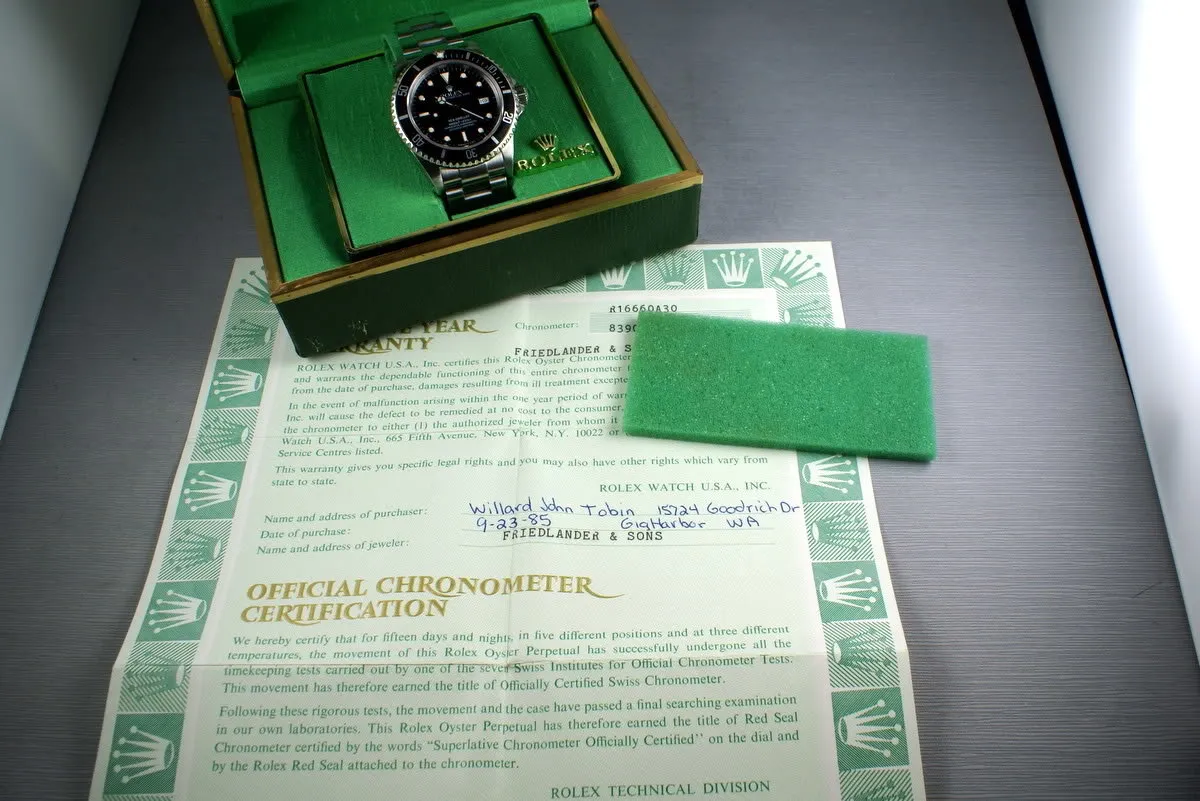 ROLEX
R16660A30
YEAR
Chronometer: 8390
WARRANTY
FRIEDLANDER & S
ROLEX WATCH U.S.A., Inc. certifies this Rolex Oyster Chronometer
and warrants the dependable functioning of this entire chronometer
from the date of purchase, damages resulting from ill treatment excepte
In the event of malfunction arising within the one year period of warr
Inc. will cause the defect to be remedied at no cost to the consumer,
the chronometer to either (1) the authorized jeweler from whom it
Watch U.S.A., Inc., 665 Fifth Avenue, New York, N.Y. 10022 or
Service Centres listed.
This warranty gives you specific legal rights and you may also have other rights which vary from
state to state.
ROLEX WATCH U.S.A., INC.
Name and address of purchaser: Willard John Tobin 15724 Goodrich Dr
Date of purchase: 9-23-85 Gig Harbor WA
Name and address of jeweler: FRIEDLANDER & SONS
OFFICIAL CHRONOMETER
CERTIFICATION
We hereby certify that for fifteen days and nights, in five different positions and at three different
temperatures, the movement of this Rolex Oyster Perpetual has successfully undergone all the
timekeeping tests carried out by one of the seven Swiss Institutes for Official Chronometer Tests.
This movement has therefore earned the title of Officially Certified Swiss Chronometer.
Following these rigorous tests, the movement and the case have passed a final searching examination
in our own laboratories. This Rolex Oyster Perpetual has therefore earned the title of Red Seal
Chronometer certified by the words "Superlative Chronometer Officially Certified" on the dial and
by the Rolex Red Seal attached to the chronometer.
ROLEX TECHNICAL DIVISION